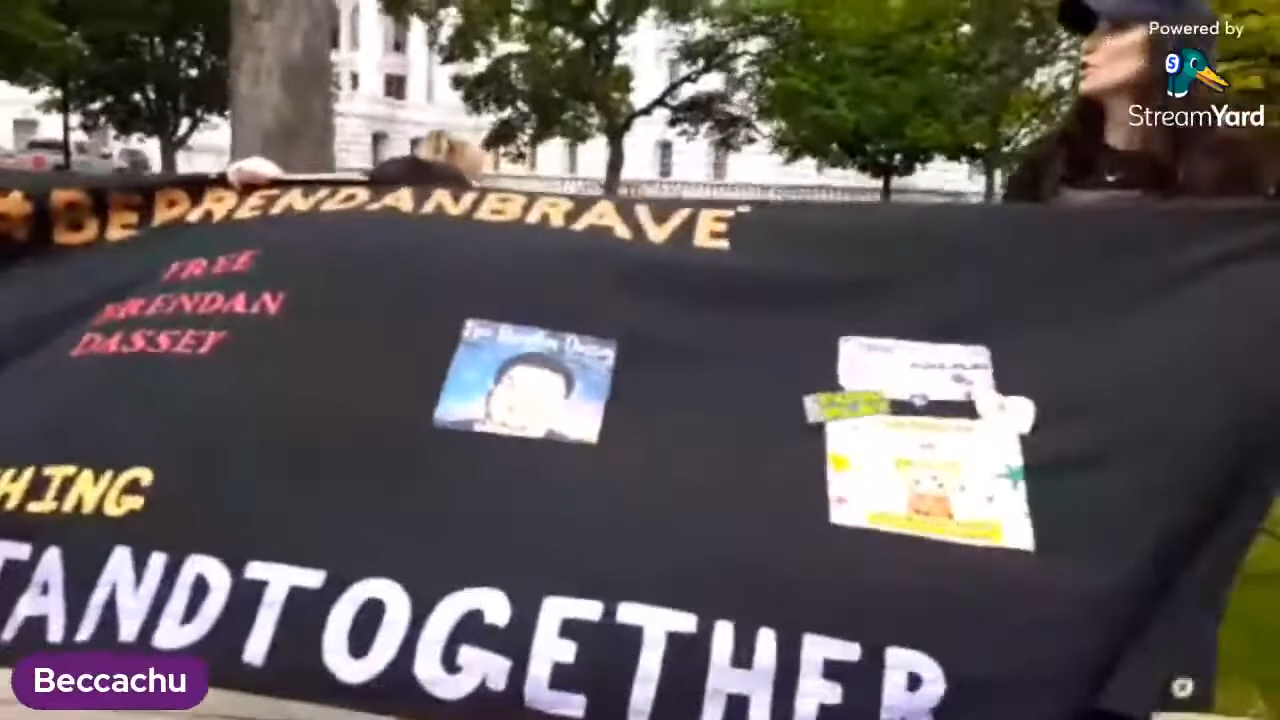 Powered by
StreamYard
#BEBRENDANBRAVE
FREE
BRENDAN
DASSEY
HING
TANDTOGETHER
Beccachu